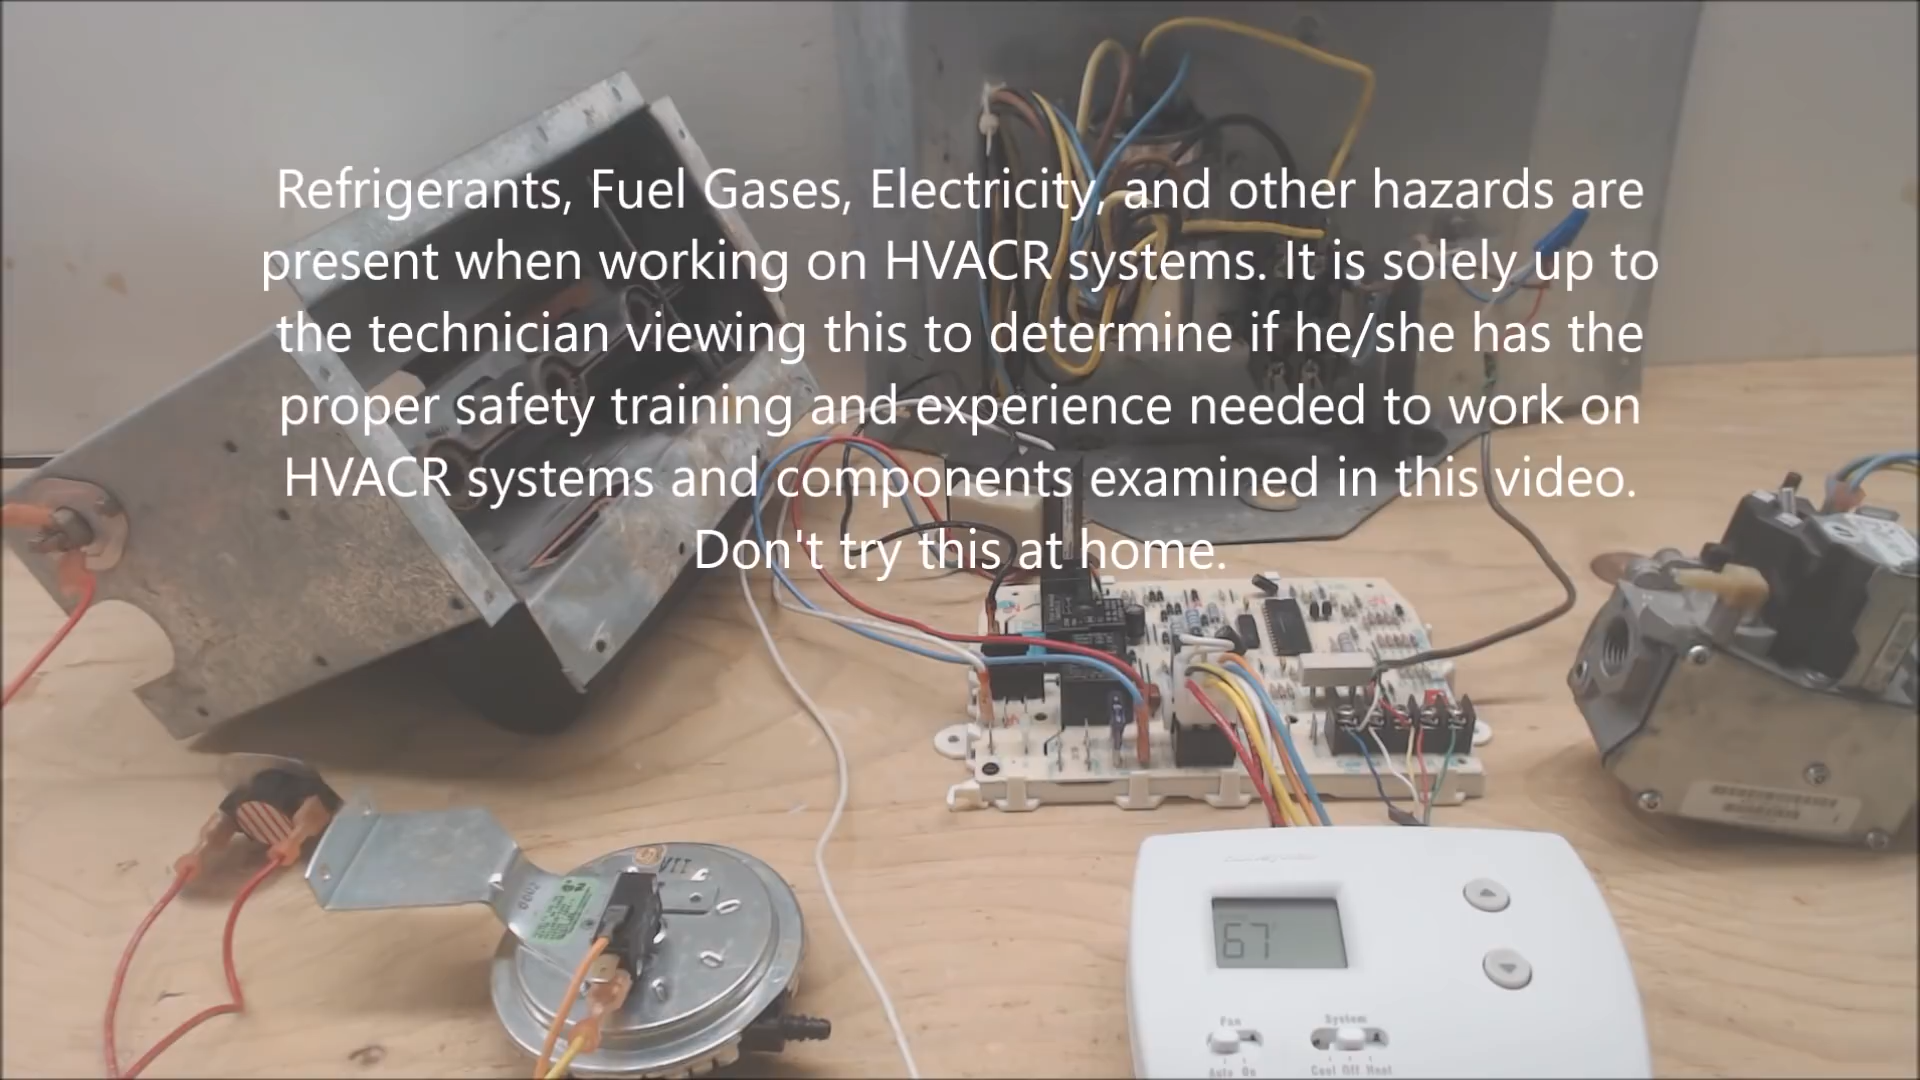 Refrigerants, Fuel Gases, Electricity, and other hazards are
present when working on HVACR systems. It is solely up to
the technician viewing this to determine if he/she has the
proper safety training and experience needed to work on
HVACR systems and components examined in this video.
Don't try this at home.
VII
0002
67
Fan
System
Auto On
Cool Off Heat